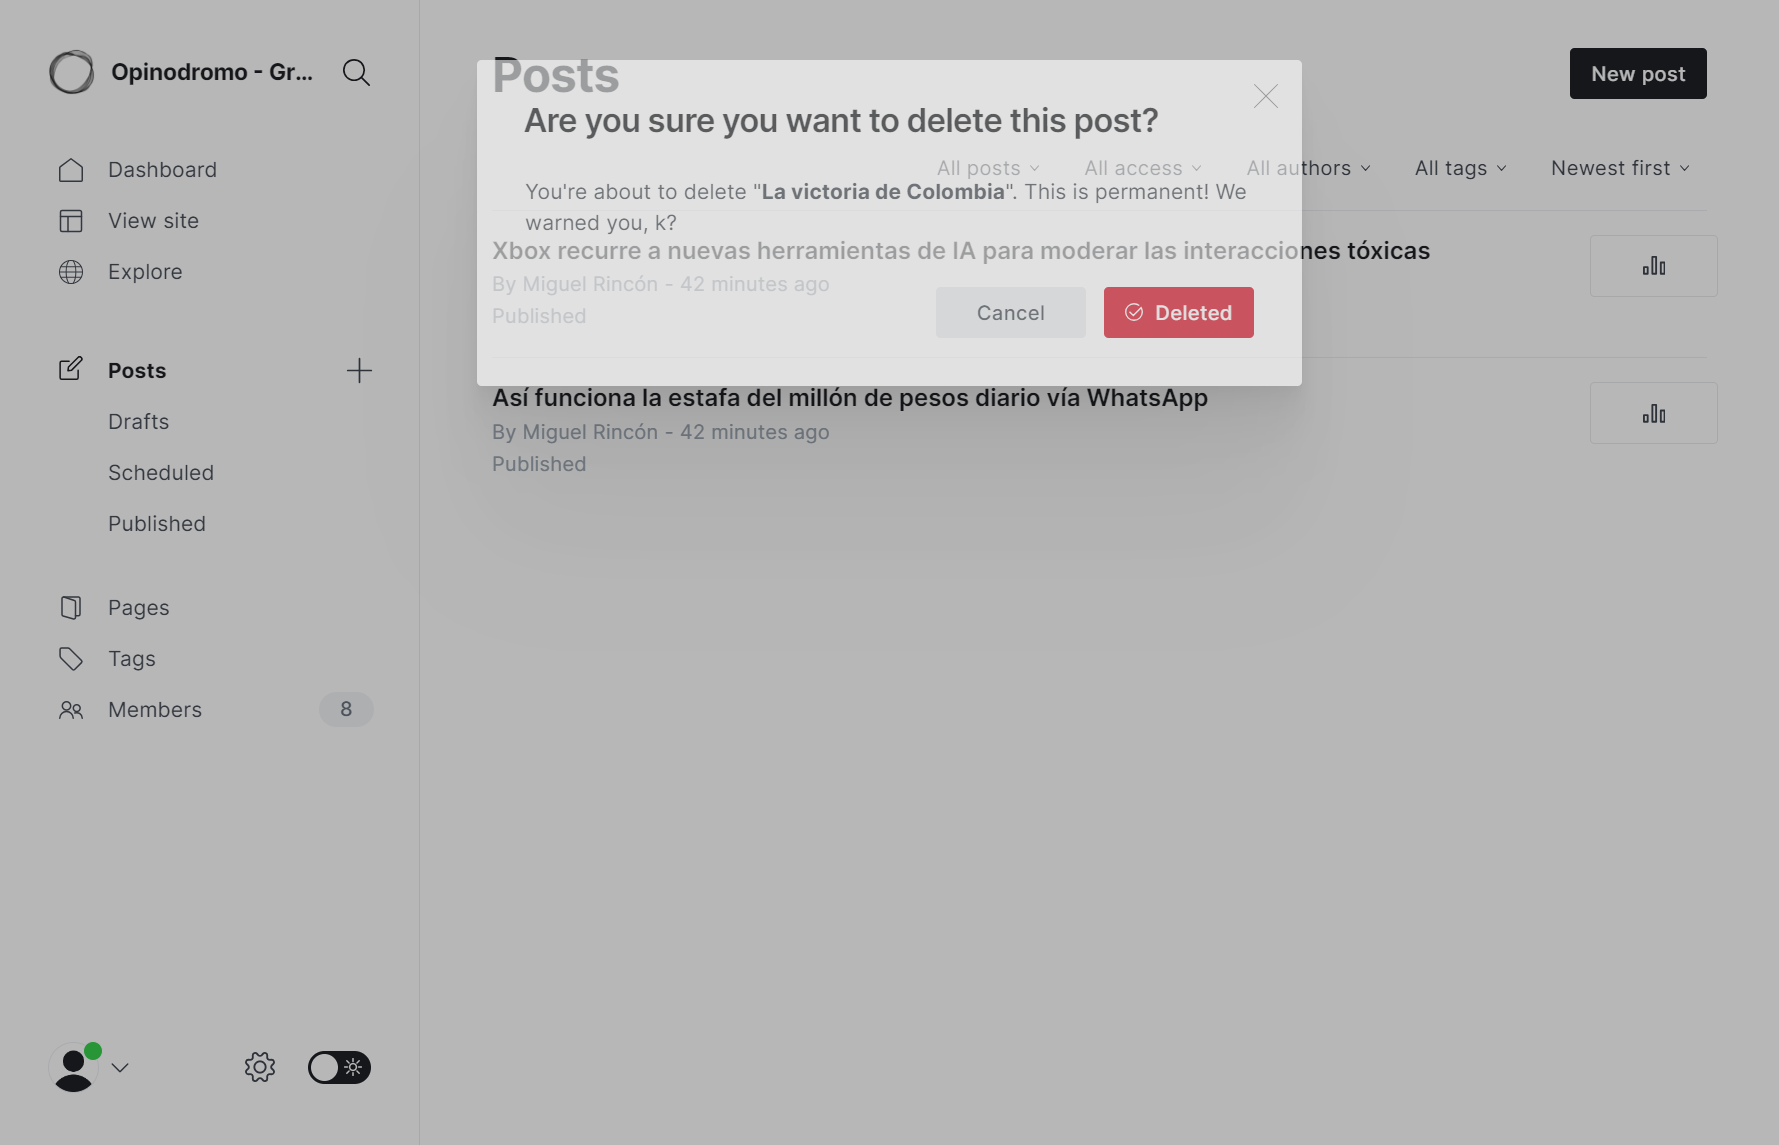 Opinodromo - Gr...
Dashboard
View site
Explore
Posts
Drafts
Scheduled
Published
Pages
Tags
Members
8
Posts
New post
Are you sure you want to delete this post?
All posts
All access
All authors
All tags
Newest first
You're about to delete "La victoria de Colombia". This is permanent! We
warned you, k?
Xbox recurre a nuevas herramientas de IA para moderar las interacciones tóxicas
By Miguel Rincón - 42 minutes ago
Published
Cancel
Deleted
Así funciona la estafa del millón de pesos diario vía WhatsApp
By Miguel Rincón - 42 minutes ago
Published